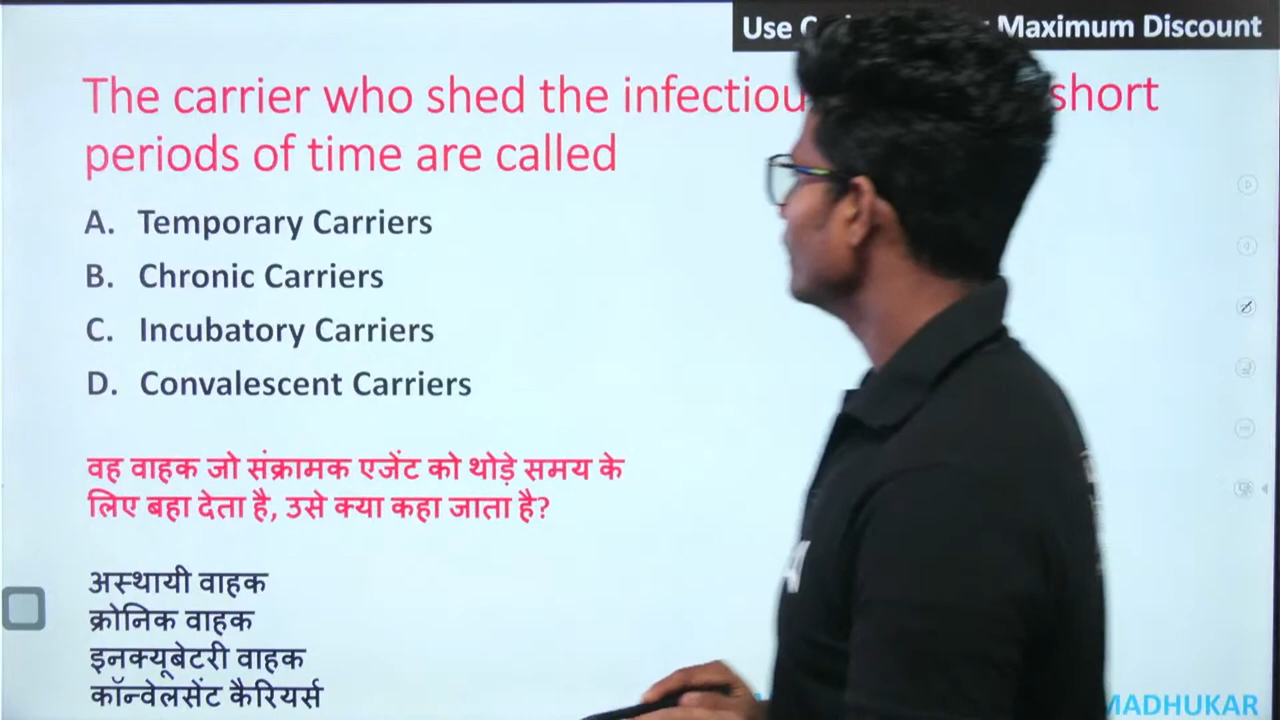 Use Maximum Discount
The carrier who shed the short
periods of time are called
A. Temporary Carriers
B. Chronic Carriers
C. Incubatory Carriers
D. Convalescent Carriers
वह वाहक जो संक्रामक एजेंट को थोड़े समय के
लिए बहा देता है, उसे क्या कहा जाता है?
अस्थायी वाहक
क्रोनिक वाहक
इनक्यूबेटरी वाहक
कॉन्वेलसेंट कैरियर्स
MADHUKAR